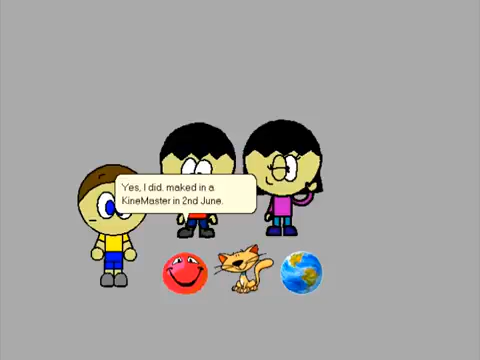 Yes, I did. maked in a
KineMaster in 2nd June.